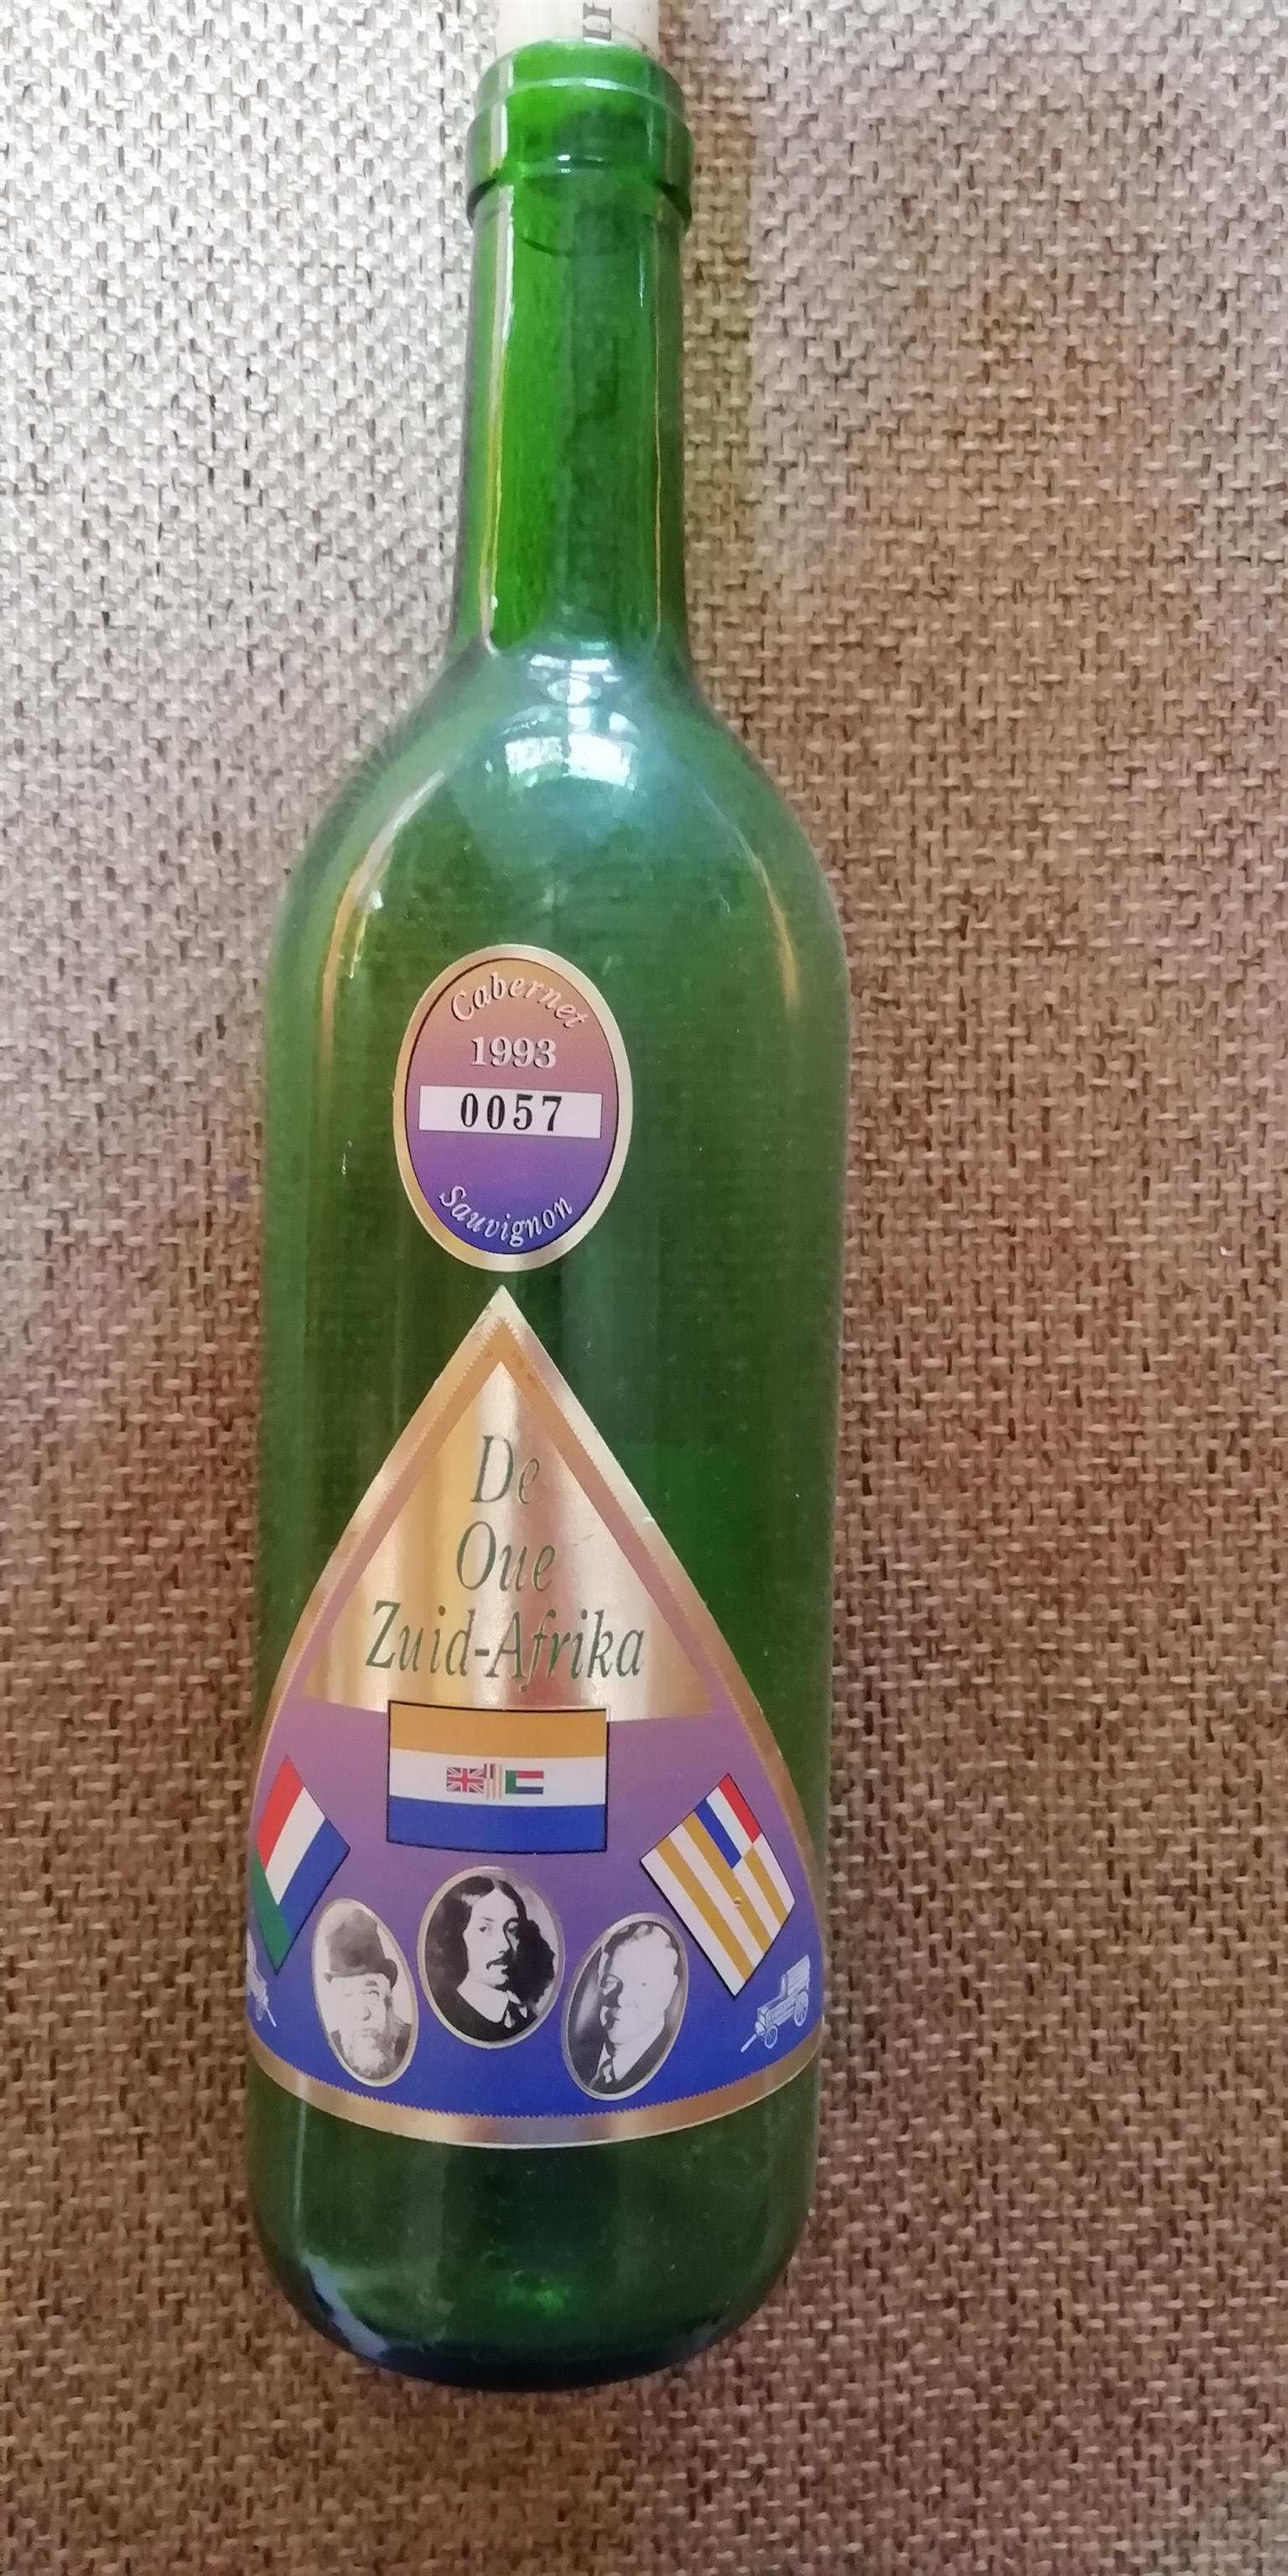 Cabernet
1993
0057
Sauvignon
De
Oue
Zuid-Afrika